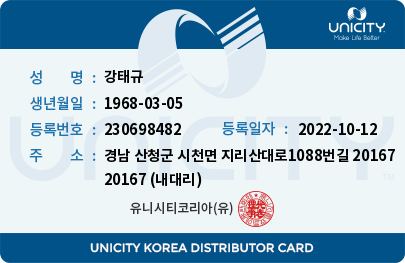 UNICITY
Make Life Better
성 명 : 강태규
생년월일 : 1968-03-05
등록번호 : 230698482 등록일자 : 2022-10-12
주 소 : 경남 산청군 시천면 지리산대로1088번길 20167
20167 (내대리)
유니시티코리아(유)
UNICITY
UNICITY KOREA DISTRIBUTOR CARD